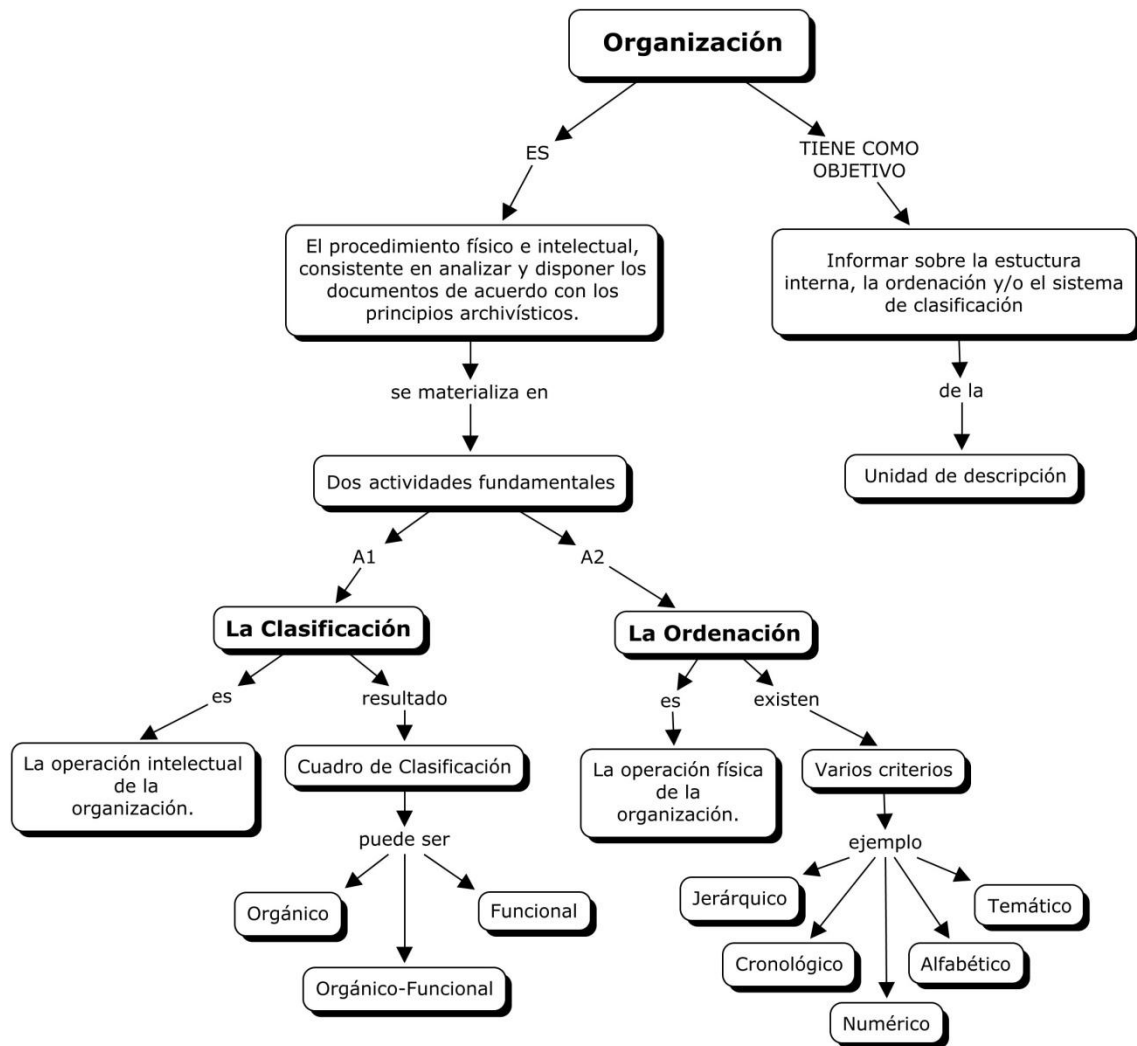 Organización
ES
TIENE COMO
OBJETIVO
El procedimiento físico e intelectual,
consistente en analizar y disponer los
documentos de acuerdo con los
principios archivísticos.
Informar sobre la estuctura
interna, la ordenación y/o el sistema
de clasificación
se materializa en
de la
Dos actividades fundamentales
Unidad de descripción
A1
A2
La Clasificación
La Ordenación
es
resultado
es
existen
La operación intelectual
de la
organización.
Cuadro de Clasificación
La operación física
de la
organización.
Varios criterios
puede ser
ejemplo
Orgánico
Funcional
Orgánico-Funcional
Jerárquico
Temático
Cronológico
Alfabético
Numérico